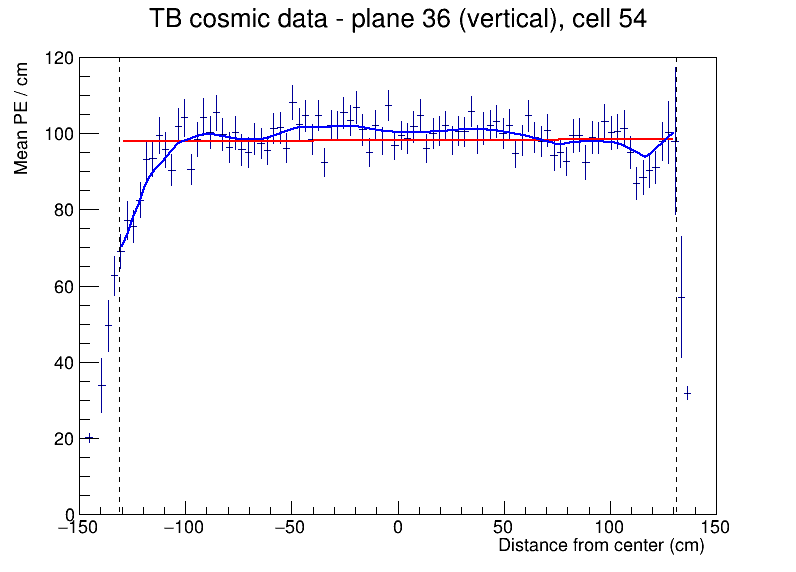 TB cosmic data - plane 36 (vertical), cell 54
Mean PE / cm
120
100
80
60
40
20
0
−150 −100 −50 0 50 100 150
Distance from center (cm)